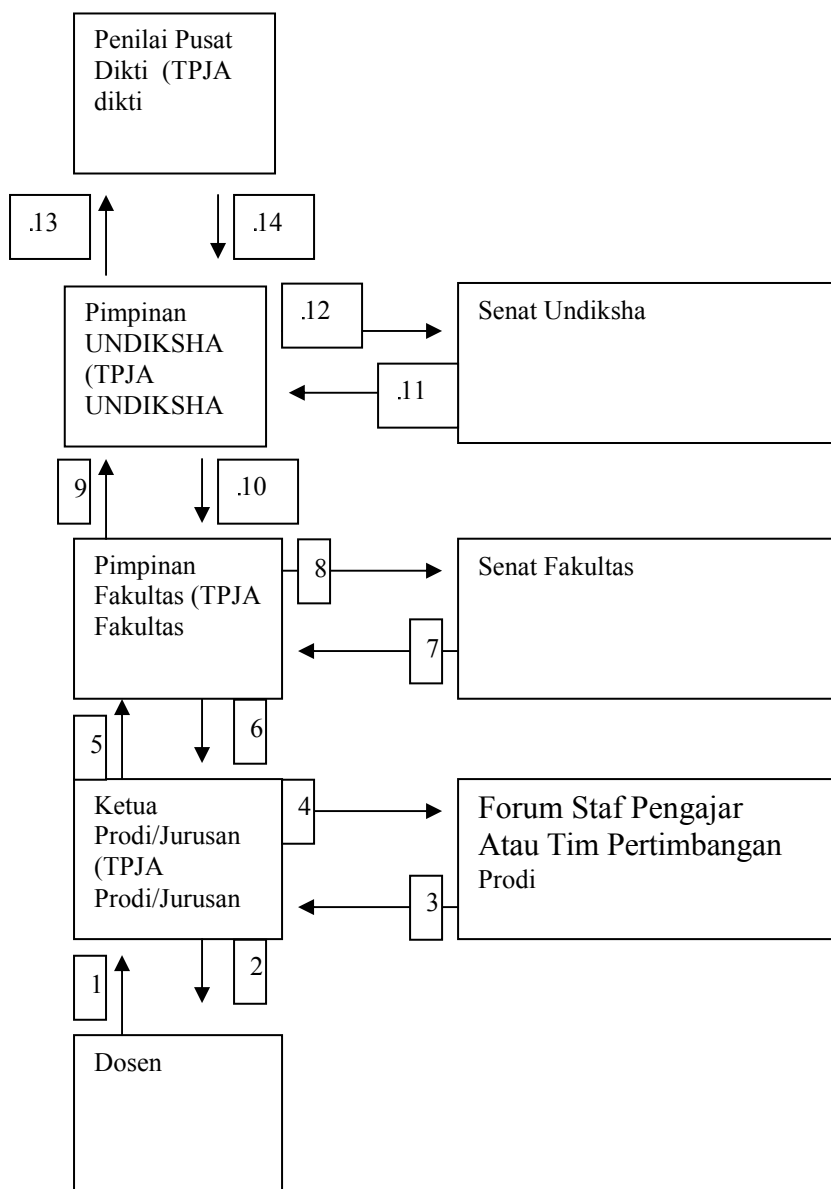 Penilai Pusat
Dikti (TPJA
dikti
.13
.14
Pimpinan
UNDIKSHA
(TPJA
UNDIKSHA
.12
Senat Undiksha
.11
9
.10
Pimpinan
Fakultas (TPJA
Fakultas
8
Senat Fakultas
7
5
6
Ketua
Prodi/Jurusan
(TPJA
Prodi/Jurusan
4
Forum Staf Pengajar
Atau Tim Pertimbangan
Prodi
3
1
2
Dosen